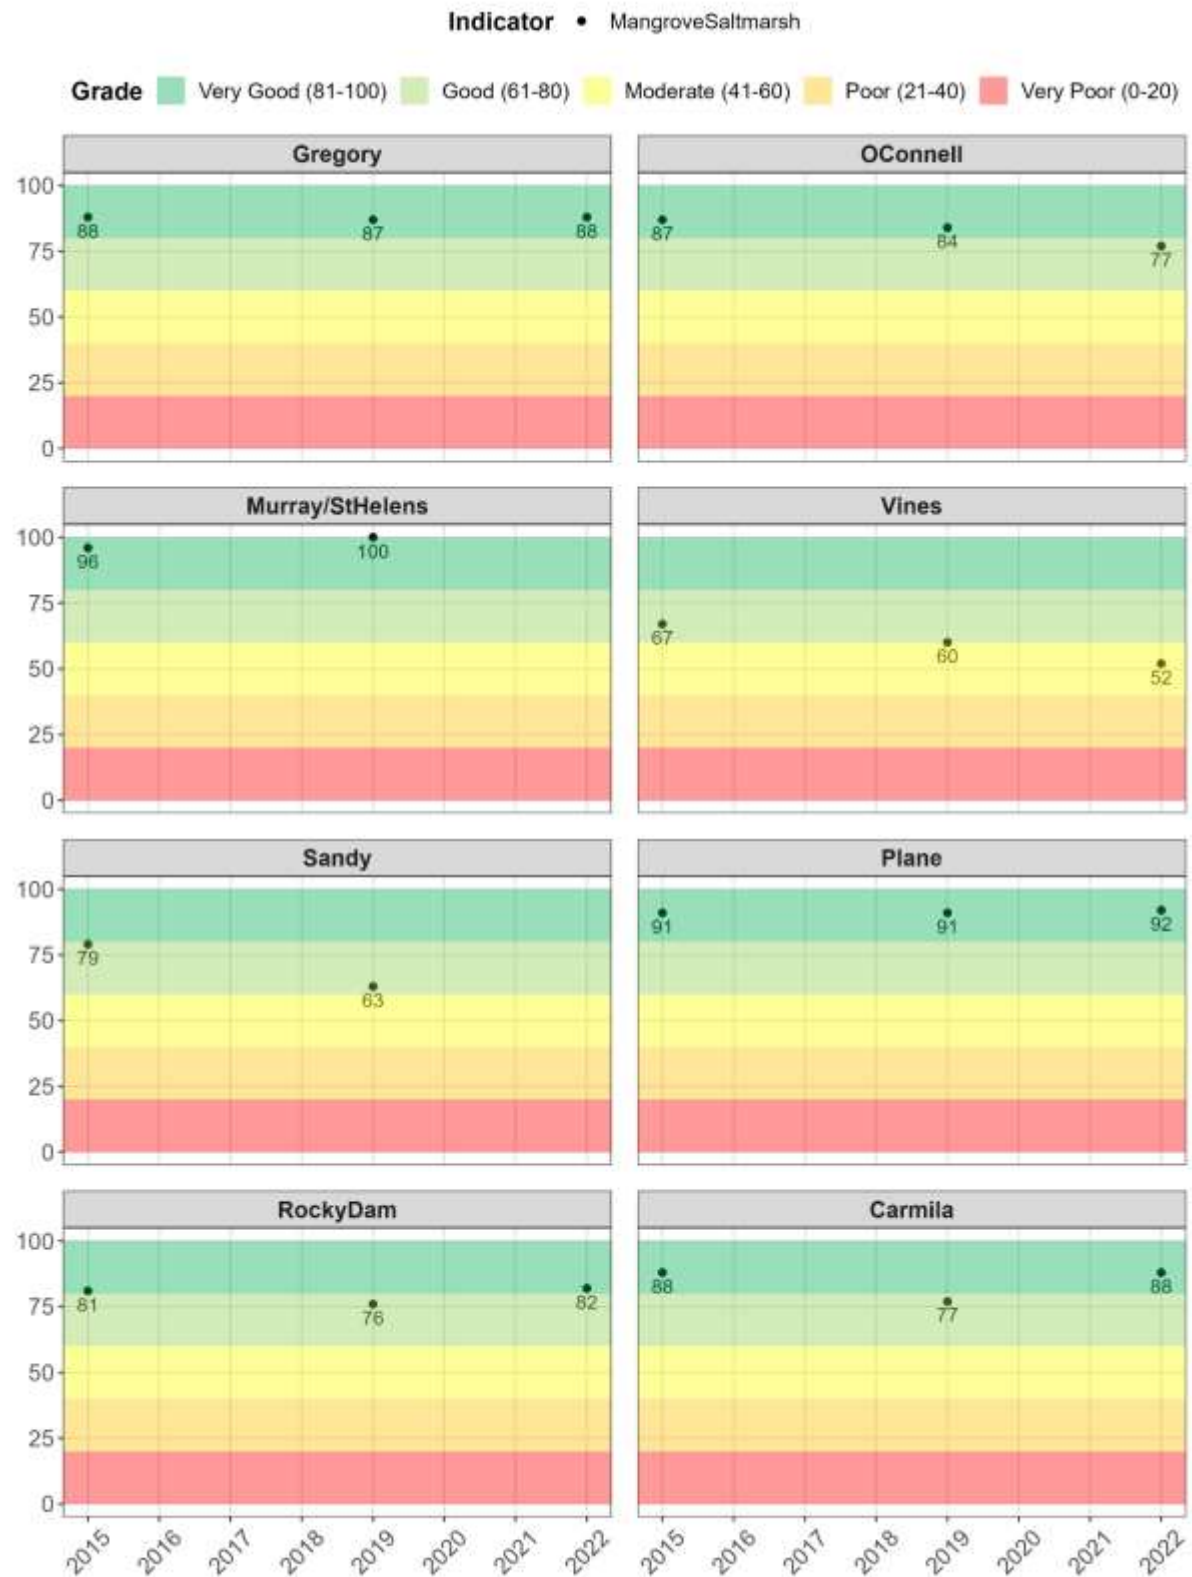 Indicator • MangroveSaltmarsh
Grade Very Good (81-100) Good (61-80) Moderate (41-60) Poor (21-40) Very Poor (0-20)
Gregory OConnell
100
75
50
25
0
88 87 88
87 84 77
Murray/StHelens Vines
100
75
50
25
0
96 100
67 60 52
Sandy Plane
100
75
50
25
0
79 63
91 91 92
RockyDam Carmila
100
75
50
25
0
81 76 82
88 77 88
2015 2016 2017 2018 2019 2020 2021 2022 2015 2016 2017 2018 2019 2020 2021 2022